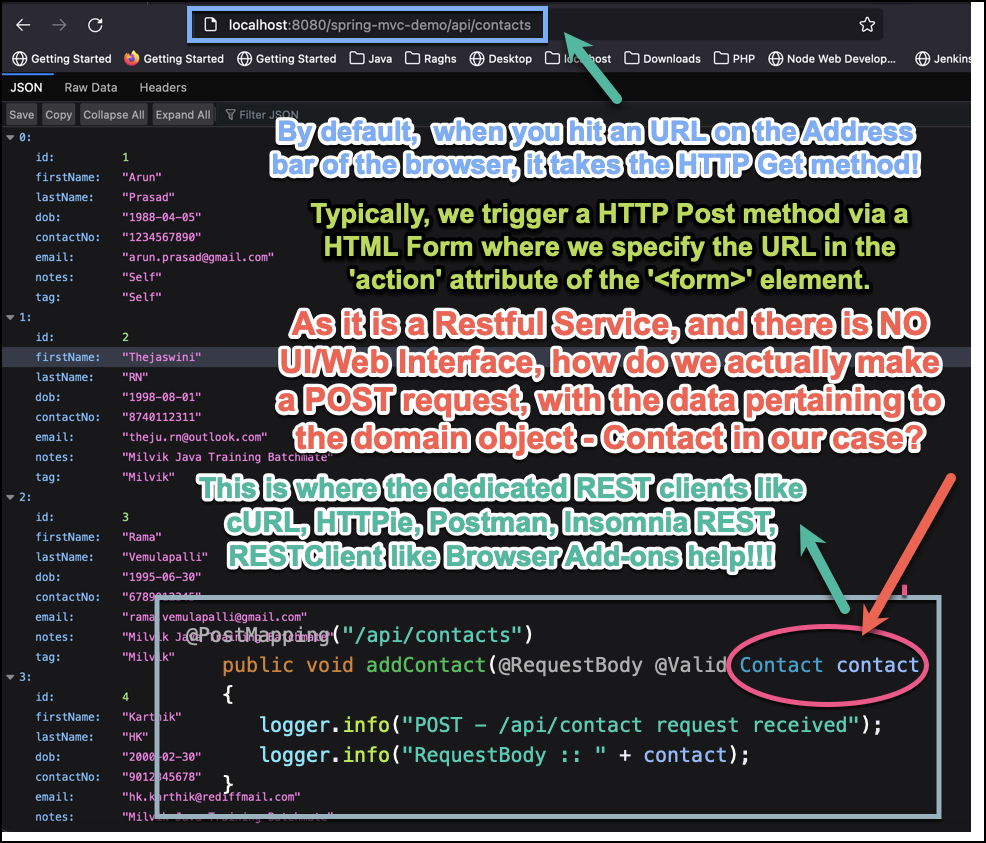 localhost:8080/spring-mvc-demo/api/contacts
Getting Started Getting Started Getting Started Java Raghs Desktop localhost Downloads PHP Node Web Develop... Jenkins
JSON Raw Data Headers
Save Copy Collapse All Expand All Filter JSON
By default, when you hit an URL on the Address
bar of the browser, it takes the HTTP Get method!
Typically, we trigger a HTTP Post method via a
HTML Form where we specify the URL in the
'action' attribute of the '<form>' element.
As it is a Restful Service, and there is NO
UI/Web Interface, how do we actually make
a POST request, with the data pertaining to
the domain object - Contact in our case?
This is where the dedicated REST clients like
cURL, HTTPie, Postman, Insomnia REST,
RESTClient like Browser Add-ons help!!!
0:
id: 1
firstName: "Arun"
lastName: "Prasad"
dob: "1988-04-05"
contactNo: "1234567890"
email: "arun.prasad@gmail.com"
notes: "Self"
tag: "Self"
1:
id: 2
firstName: "Thejaswini"
lastName: "RN"
dob: "1998-08-01"
contactNo: "8740112311"
email: "theju.rn@outlook.com"
notes: "Milvik Java Training Batchmate"
tag: "Milvik"
2:
id: 3
firstName: "Rama"
lastName: "Vemulapalli"
dob: "1995-06-30"
contactNo: "6789012345"
email: "rama.vemulapalli@gmail.com"
notes: "Milvik Java Training Batchmate"
tag: "Milvik"
3:
id: 4
firstName: "Karthik"
lastName: "HK"
dob: "2000-02-30"
contactNo: "9012345678"
email: "hk.karthik@rediffmail.com"
notes: "Milvik Java Training Batchmate"
@PostMapping("/api/contacts")
public void addContact(@RequestBody @Valid Contact contact
{
logger.info("POST - /api/contact request received");
logger.info("RequestBody :: " + contact);
}